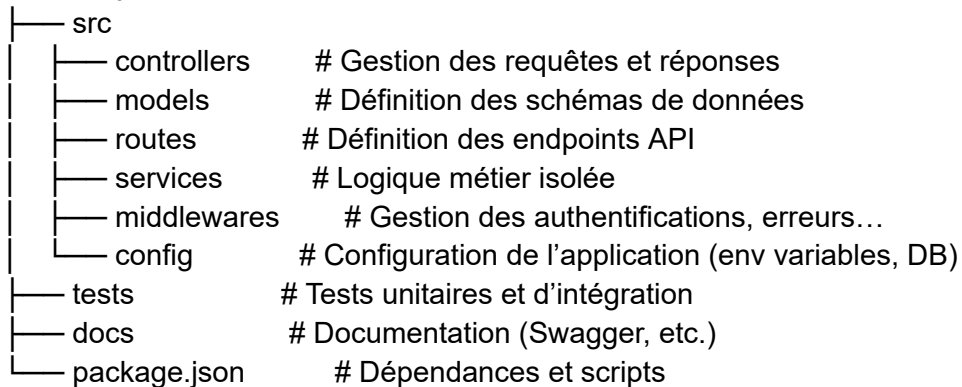 ├── src
│ ├── controllers # Gestion des requêtes et réponses
│ ├── models # Définition des schémas de données
│ ├── routes # Définition des endpoints API
│ ├── services # Logique métier isolée
│ ├── middlewares # Gestion des authentifications, erreurs…
│ └── config # Configuration de l’application (env variables, DB)
├── tests # Tests unitaires et d’intégration
├── docs # Documentation (Swagger, etc.)
└── package.json # Dépendances et scripts